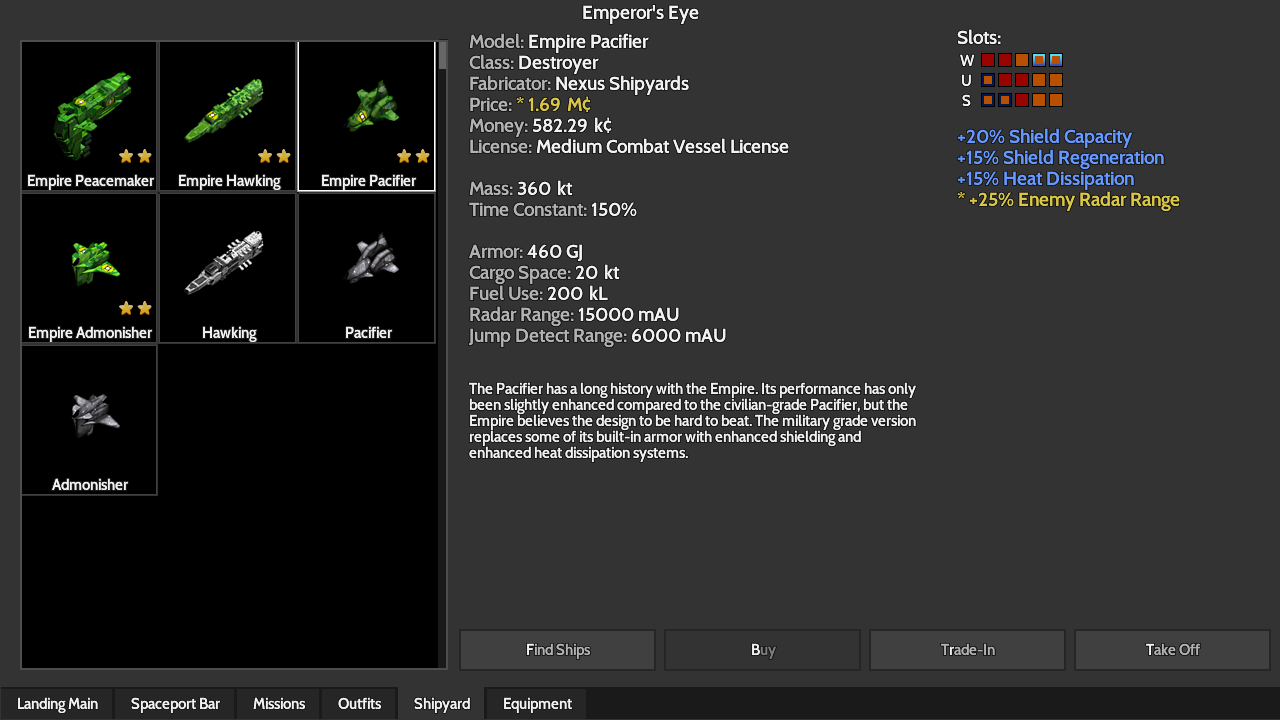 Emperor's Eye
Empire Peacemaker
Empire Hawking
Empire Pacifier
Empire Admonisher
Hawking
Pacifier
Admonisher
Model: Empire Pacifier
Class: Destroyer
Fabricator: Nexus Shipyards
Price: * 1.69 M¢
Money: 582.29 k¢
License: Medium Combat Vessel License
Mass: 360 kt
Time Constant: 150%
Armor: 460 GJ
Cargo Space: 20 kt
Fuel Use: 200 kL
Radar Range: 15000 mAU
Jump Detect Range: 6000 mAU
The Pacifier has a long history with the Empire. Its performance has only
been slightly enhanced compared to the civilian-grade Pacifier, but the
Empire believes the design to be hard to beat. The military grade version
replaces some of its built-in armor with enhanced shielding and
enhanced heat dissipation systems.
Slots:
W
U
S
+20% Shield Capacity
+15% Shield Regeneration
+15% Heat Dissipation
* +25% Enemy Radar Range
Find Ships
Buy
Trade-In
Take Off
Landing Main
Spaceport Bar
Missions
Outfits
Shipyard
Equipment